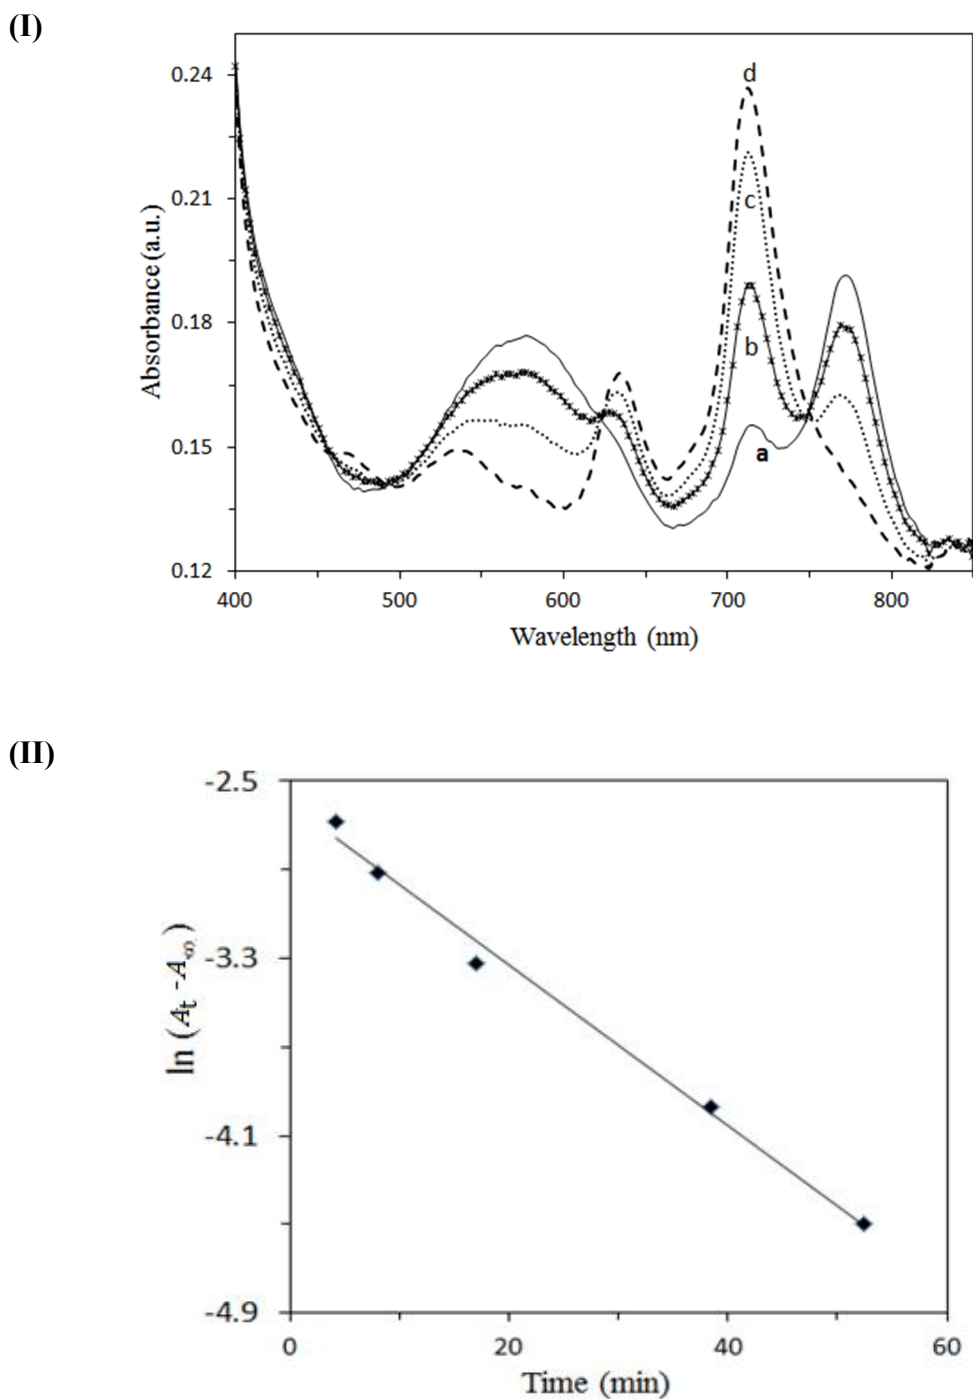 (I)
Absorbance (a.u.)
0.24
0.21
0.18
0.15
0.12
d
c
b
a
400
500
600
700
800
Wavelength (nm)
(II)
ln (At -A∞)
-2.5
-3.3
-4.1
-4.9
0
20
40
60
Time (min)